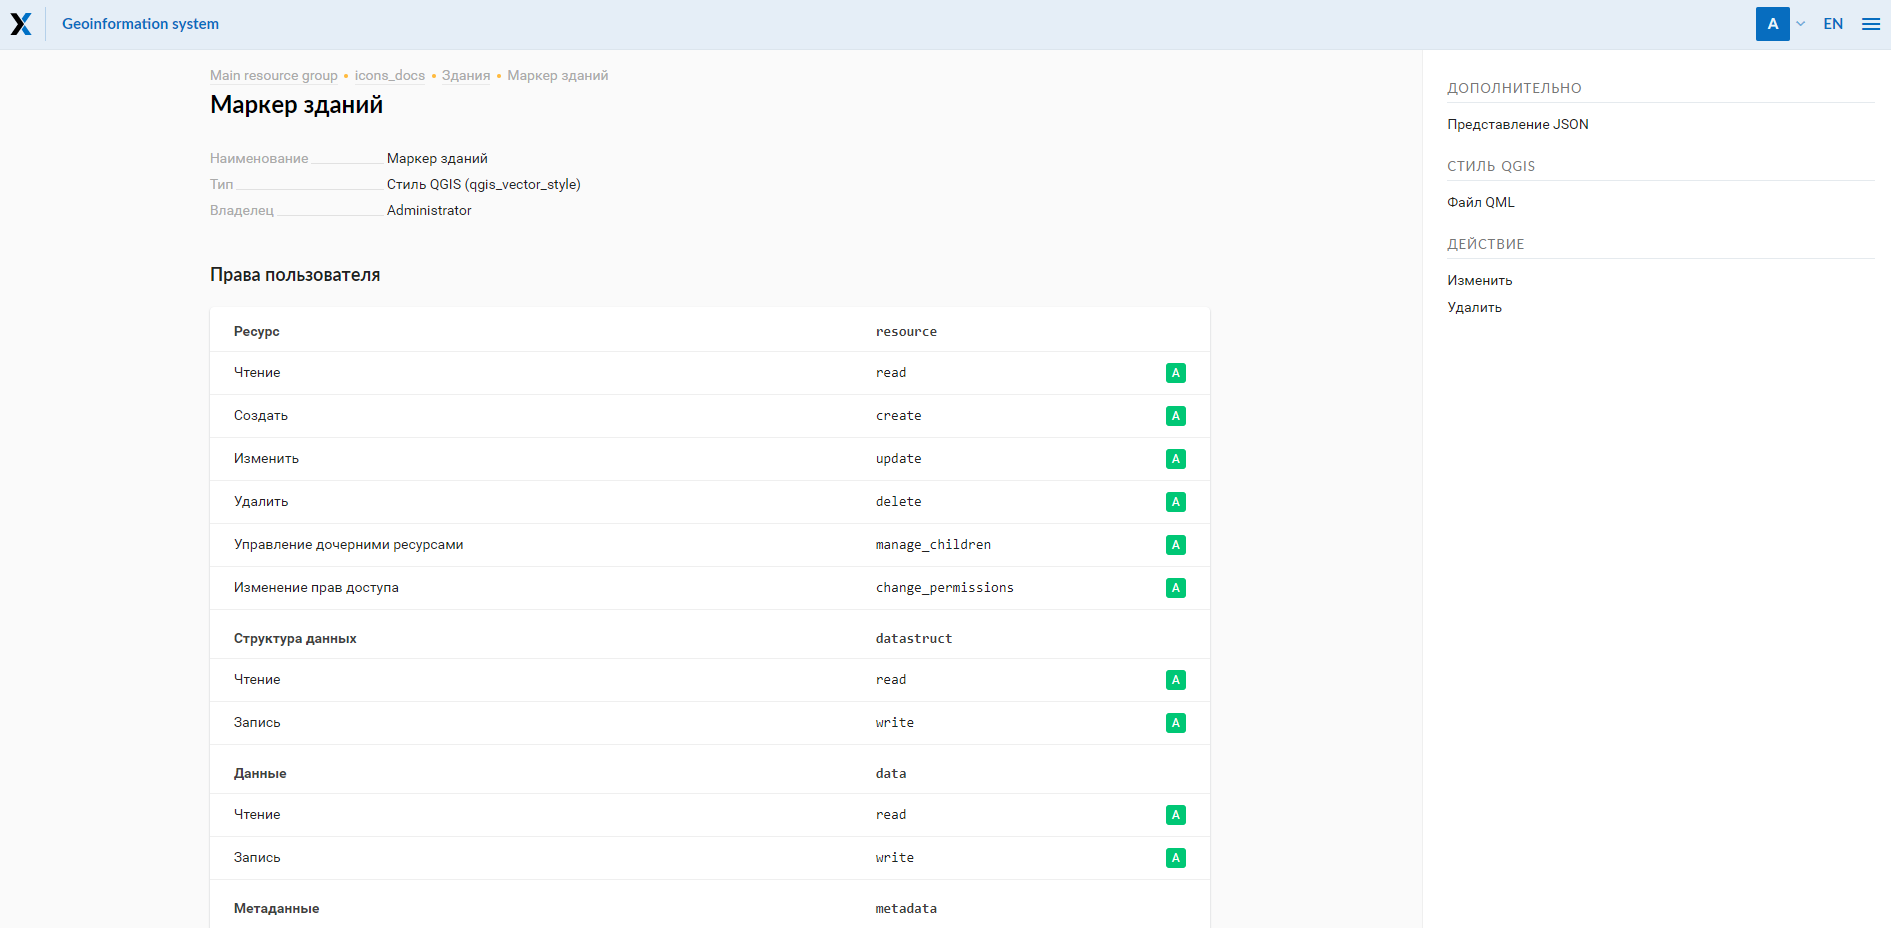 Geoinformation system
A
EN
Main resource group • icons_docs • Здания • Маркер зданий
Маркер зданий
Наименование Маркер зданий
Тип Стиль QGIS (qgis_vector_style)
Владелец Administrator
Права пользователя
Ресурс resource
Чтение read A
Создать create A
Изменить update A
Удалить delete A
Управление дочерними ресурсами manage_children A
Изменение прав доступа change_permissions A
Структура данных datastruct
Чтение read A
Запись write A
Данные data
Чтение read A
Запись write A
Метаданные metadata
ДОПОЛНИТЕЛЬНО
Представление JSON
СТИЛЬ QGIS
Файл QML
ДЕЙСТВИЕ
Изменить
Удалить